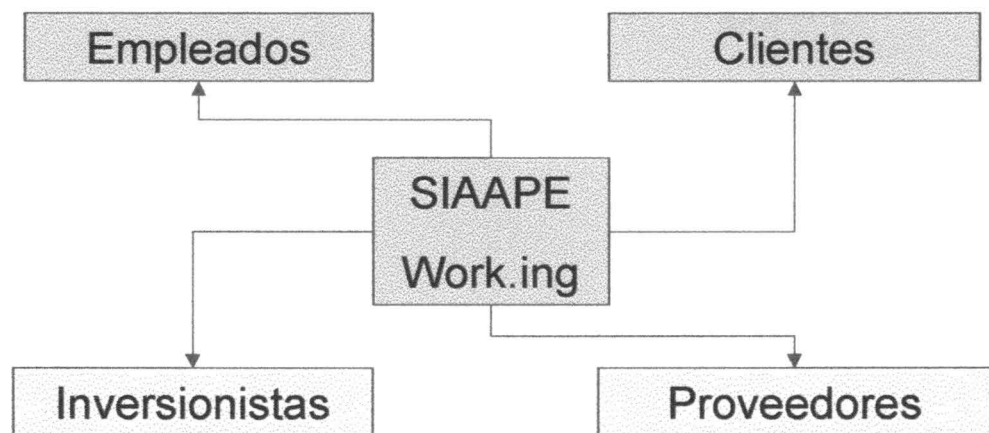 Empleados
Clientes
SIAAPE
Work.ing
Inversionistas
Proveedores